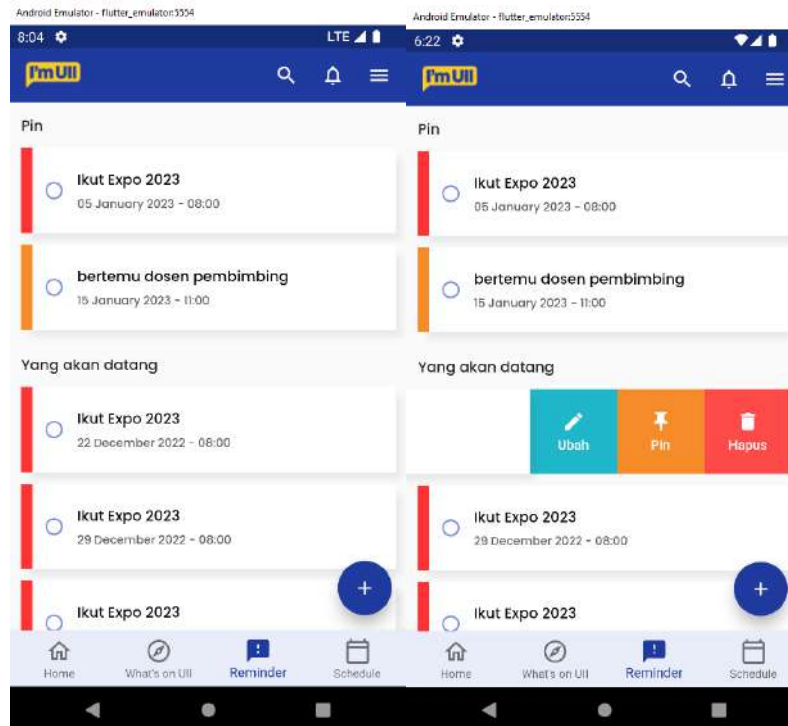 Android Emulator - flutter_emulator:5554
8:04 LTE
I'm UII
Pin
Ikut Expo 2023
05 January 2023 - 08:00
bertemu dosen pembimbing
15 January 2023 - 11:00
Yang akan datang
Ikut Expo 2023
22 December 2022 - 08:00
Ikut Expo 2023
29 December 2022 - 08:00
Ikut Expo 2023
+
Home What's on UII Reminder Schedule
Android Emulator - flutter_emulator:5554
6:22
I'm UII
Pin
Ikut Expo 2023
05 January 2023 - 08:00
bertemu dosen pembimbing
15 January 2023 - 11:00
Yang akan datang
Ubah Pin Hapus
Ikut Expo 2023
29 December 2022 - 08:00
Ikut Expo 2023
+
Home What's on UII Reminder Schedule